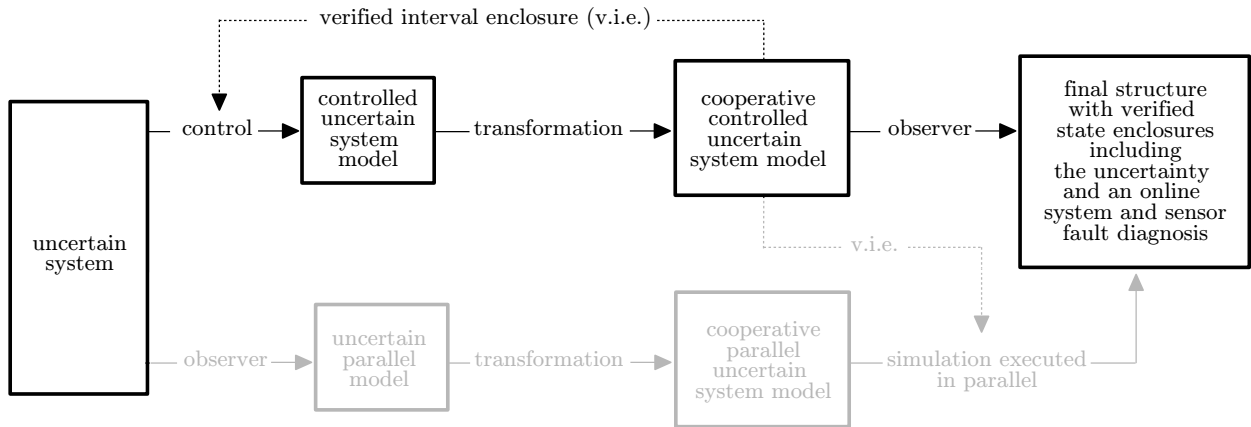 verified interval enclosure (v.i.e.)
uncertain
system
control
controlled
uncertain
system
model
transformation
cooperative
controlled
uncertain
system model
observer
final structure
with verified
state enclosures
including
the uncertainty
and an online
system and sensor
fault diagnosis
v.i.e.
observer
uncertain
parallel
model
transformation
cooperative
parallel
uncertain
system model
simulation executed
in parallel